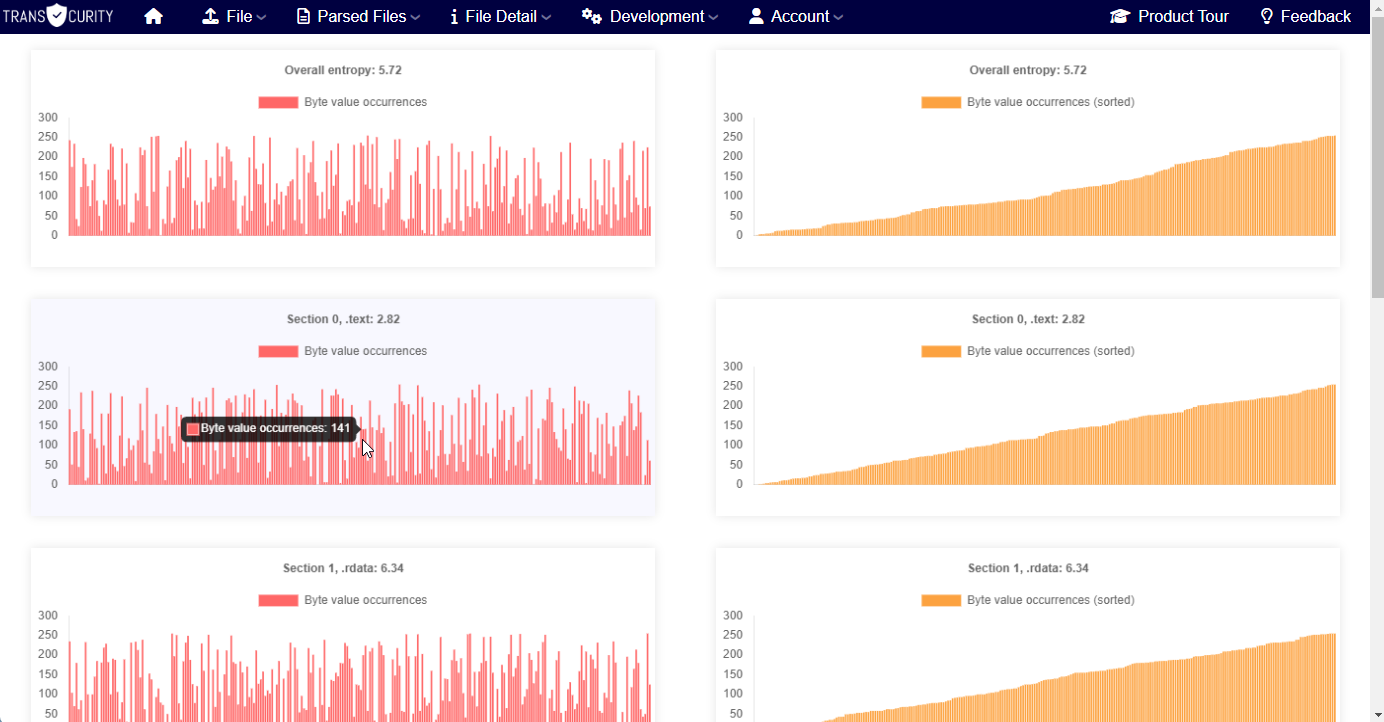 TRANSCURITY File Parsed Files File Detail Development Account Product Tour Feedback
Overall entropy: 5.72
Byte value occurrences
300
250
200
150
100
50
0
Overall entropy: 5.72
Byte value occurrences (sorted)
300
250
200
150
100
50
0
Section 0, .text: 2.82
Byte value occurrences
300
250
200
150
100
50
0
Byte value occurrences: 141
Section 0, .text: 2.82
Byte value occurrences (sorted)
300
250
200
150
100
50
0
Section 1, .rdata: 6.34
Byte value occurrences
300
250
200
150
100
50
Section 1, .rdata: 6.34
Byte value occurrences (sorted)
300
250
200
150
100
50